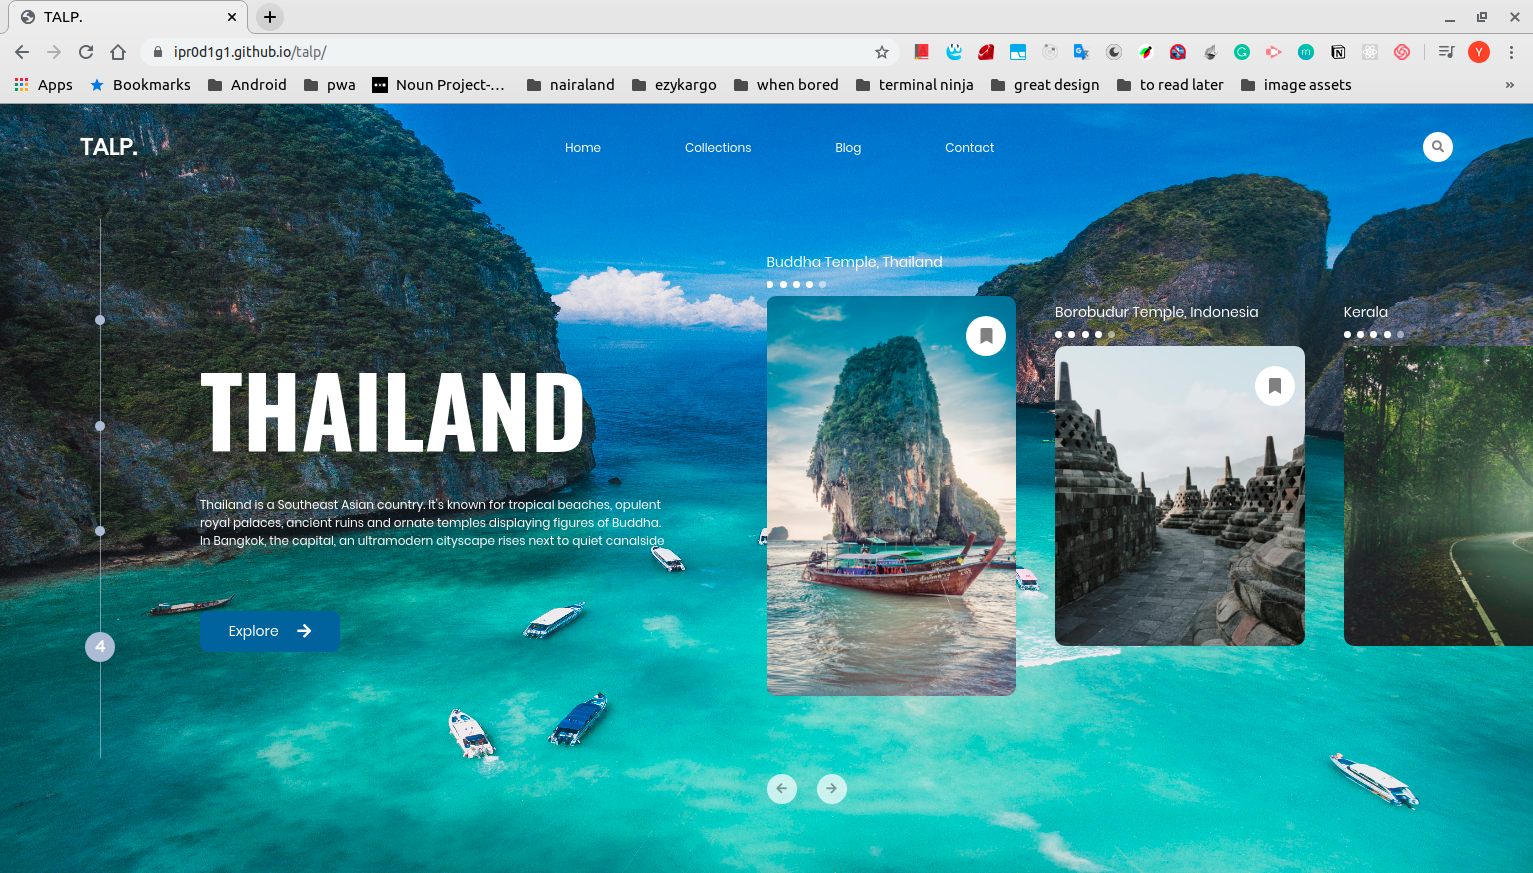 TALP.
ipr0d1g1.github.io/talp/
Y
Apps
Bookmarks
Android
pwa
Noun Project-...
nairaland
ezykargo
when bored
terminal ninja
great design
to read later
image assets
»
TALP.
Home
Collections
Blog
Contact
Buddha Temple, Thailand
Borobudur Temple, Indonesia
Kerala
THAILAND
Thailand is a Southeast Asian country. It's known for tropical beaches, opulent
royal palaces, ancient ruins and ornate temples displaying figures of Buddha.
In Bangkok, the capital, an ultramodern cityscape rises next to quiet canalside
Explore
4